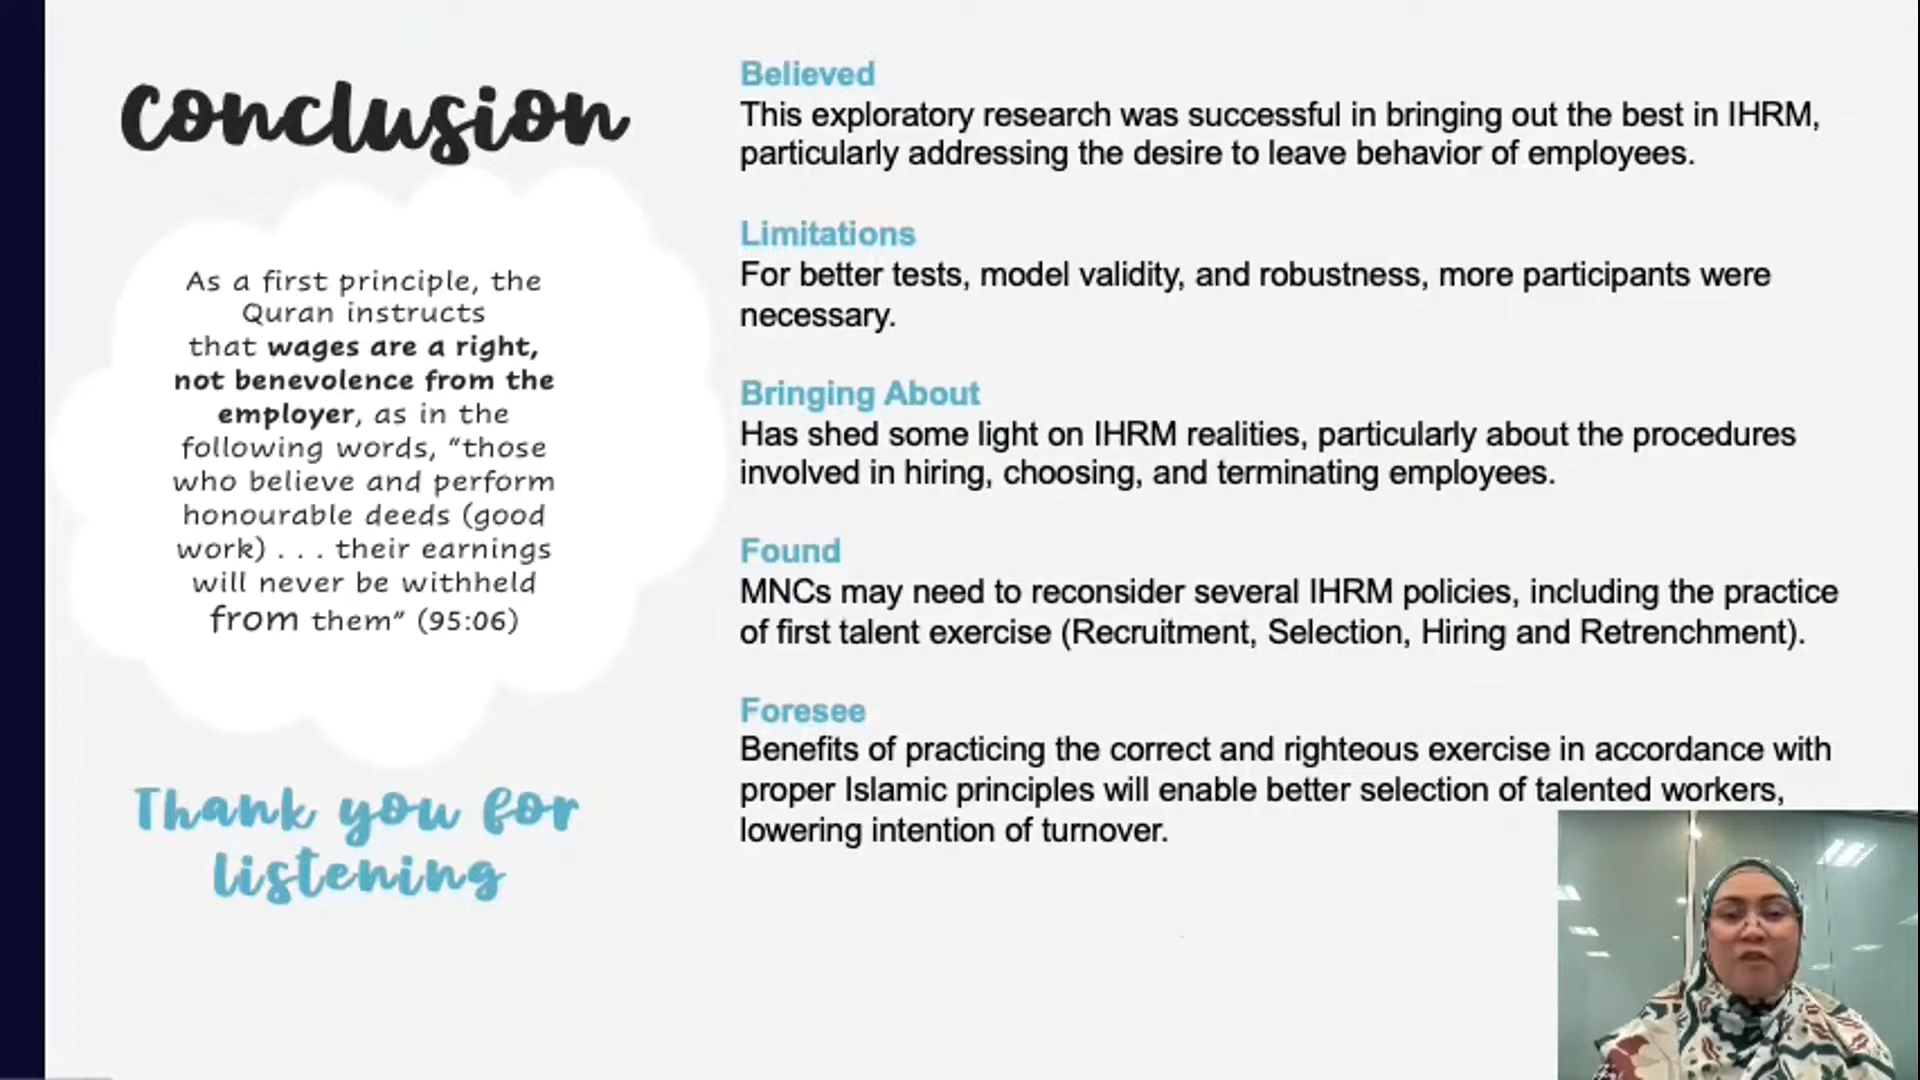 Conclusion
As a first principle, the
Quran instructs
that wages are a right,
not benevolence from the
employer, as in the
following words, “those
who believe and perform
honourable deeds (good
work) . . . their earnings
will never be withheld
from them” (95:06)
Thank you for
listening
Believed
This exploratory research was successful in bringing out the best in IHRM,
particularly addressing the desire to leave behavior of employees.
Limitations
For better tests, model validity, and robustness, more participants were
necessary.
Bringing About
Has shed some light on IHRM realities, particularly about the procedures
involved in hiring, choosing, and terminating employees.
Found
MNCs may need to reconsider several IHRM policies, including the practice
of first talent exercise (Recruitment, Selection, Hiring and Retrenchment).
Foresee
Benefits of practicing the correct and righteous exercise in accordance with
proper Islamic principles will enable better selection of talented workers,
lowering intention of turnover.